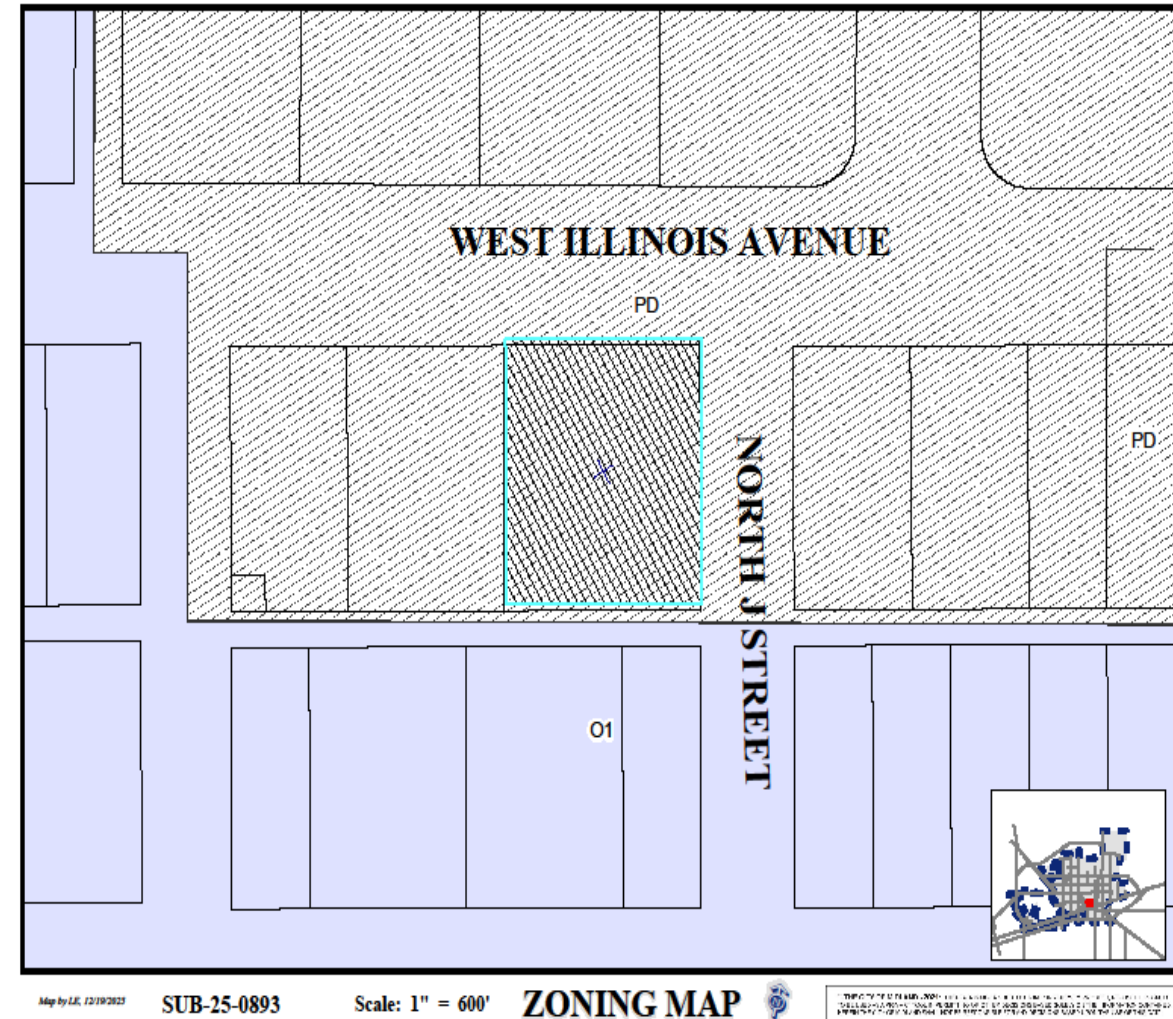 WEST ILLINOIS AVENUE
PD
PD
NORTH J STREET
O1
Map by LE, 12/19/2025
SUB-25-0893
Scale: 1" = 600'
ZONING MAP